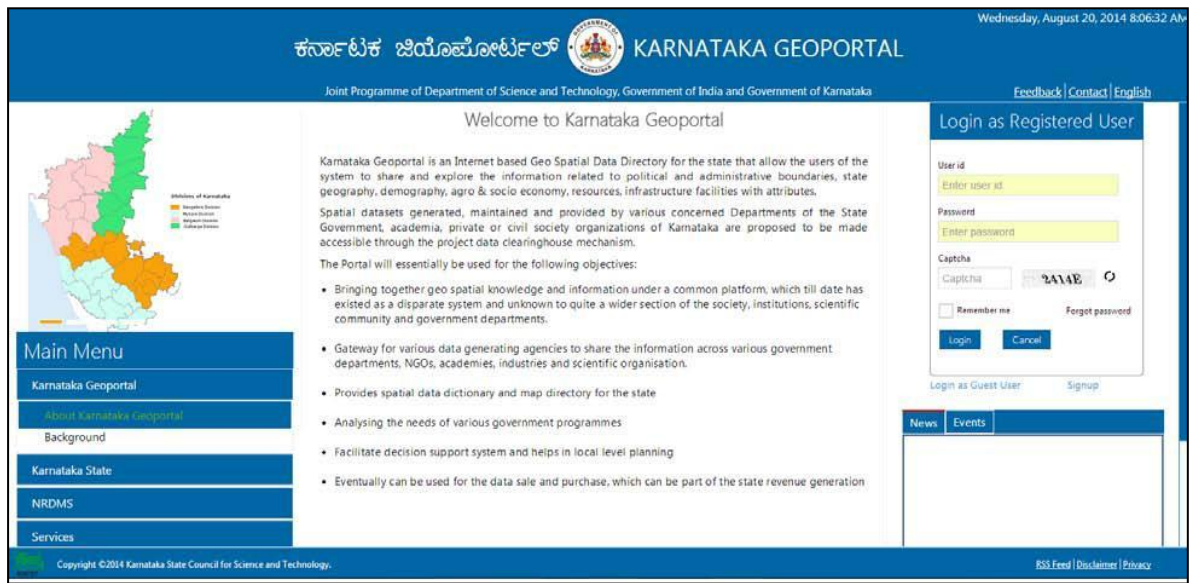 Wednesday, August 20, 2014 8:06:32 AM
ಕರ್ನಾಟಕ ಜಿಯೊಪೋರ್ಟಲ್ KARNATAKA GEOPORTAL
Joint Programme of Department of Science and Technology, Government of India and Government of Karnataka
Feedback | Contact | English
Divisions of Karnataka
Bangalore Division
Mysore Division
Belgaum Division
Gulbarga Division
Main Menu
Karnataka Geoportal
About Karnataka Geoportal
Background
Karnataka State
NRDMS
Services
Welcome to Karnataka Geoportal
Karnataka Geoportal is an Internet based Geo Spatial Data Directory for the state that allow the users of the
system to share and explore the information related to political and administrative boundaries, state
geography, demography, agro & socio economy, resources, infrastructure facilities with attributes.
Spatial datasets generated, maintained and provided by various concerned Departments of the State
Government, academia, private or civil society organizations of Karnataka are proposed to be made
accessible through the project data clearinghouse mechanism.
The Portal will essentially be used for the following objectives:
• Bringing together geo spatial knowledge and information under a common platform, which till date has
existed as a disparate system and unknown to quite a wider section of the society, institutions, scientific
community and government departments.
• Gateway for various data generating agencies to share the information across various government
departments, NGOs, academies, industries and scientific organisation.
• Provides spatial data dictionary and map directory for the state
• Analysing the needs of various government programmes
• Facilitate decision support system and helps in local level planning
• Eventually can be used for the data sale and purchase, which can be part of the state revenue generation
Login as Registered User
User id
Enter user id
Password
Enter password
Captcha
Captcha
Remember me Forgot password
Login Cancel
Login as Guest User Signup
News Events
Copyright ©2014 Karnataka State Council for Science and Technology.
RSS Feed | Disclaimer | Privacy